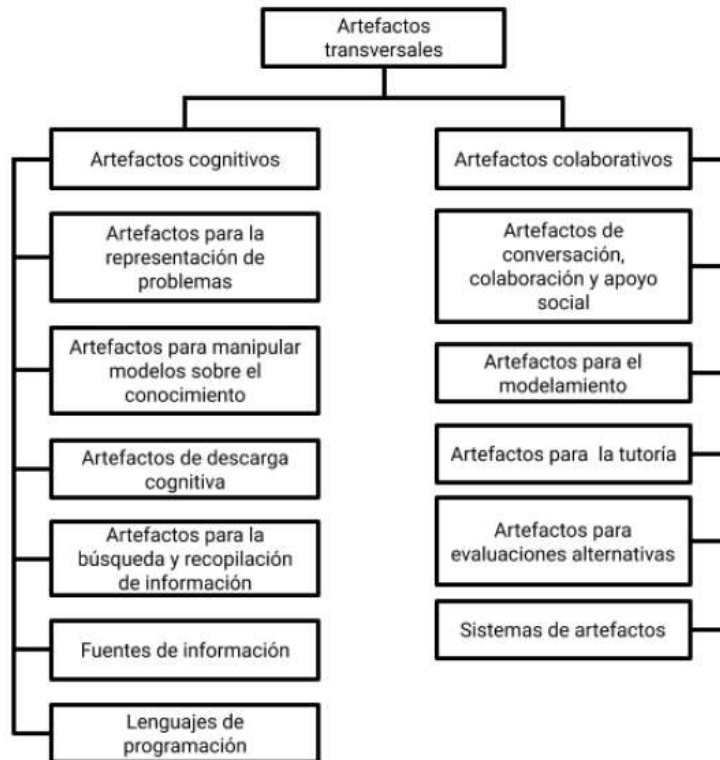 Artefactos
transversales
Artefactos cognitivos
Artefactos para la
representación de
problemas
Artefactos para manipular
modelos sobre el
conocimiento
Artefactos de descarga
cognitiva
Artefactos para la
búsqueda y recopilación
de información
Fuentes de información
Lenguajes de
programación
Artefactos colaborativos
Artefactos de
conversación,
colaboración y apoyo
social
Artefactos para el
modelamiento
Artefactos para la tutoría
Artefactos para
evaluaciones alternativas
Sistemas de artefactos